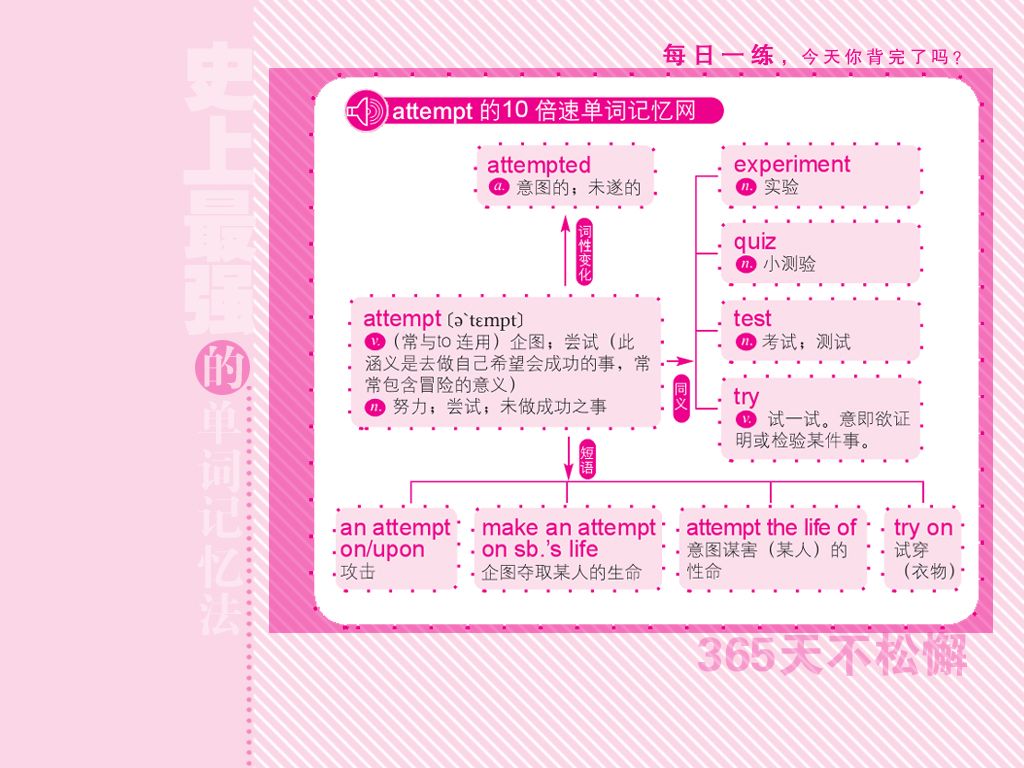 每日一练，今天你背完了吗？
史上最强的单词记忆法
attempt 的10 倍速单词记忆网
attempted
a. 意图的；未遂的
词性变化
experiment
n. 实验
quiz
n. 小测验
test
n. 考试；测试
try
v. 试一试。意即欲证
明或检验某件事。
attempt〔ə`tɛmpt〕
v.（常与to 连用）企图；尝试（此
涵义是去做自己希望会成功的事，常
常包含冒险的意义）
n. 努力；尝试；未做成功之事
同义
短语
an attempt
on/upon
攻击
make an attempt
on sb.’s life
企图夺取某人的生命
attempt the life of
意图谋害（某人）的
性命
try on
试穿
（衣物）
365天不松懈